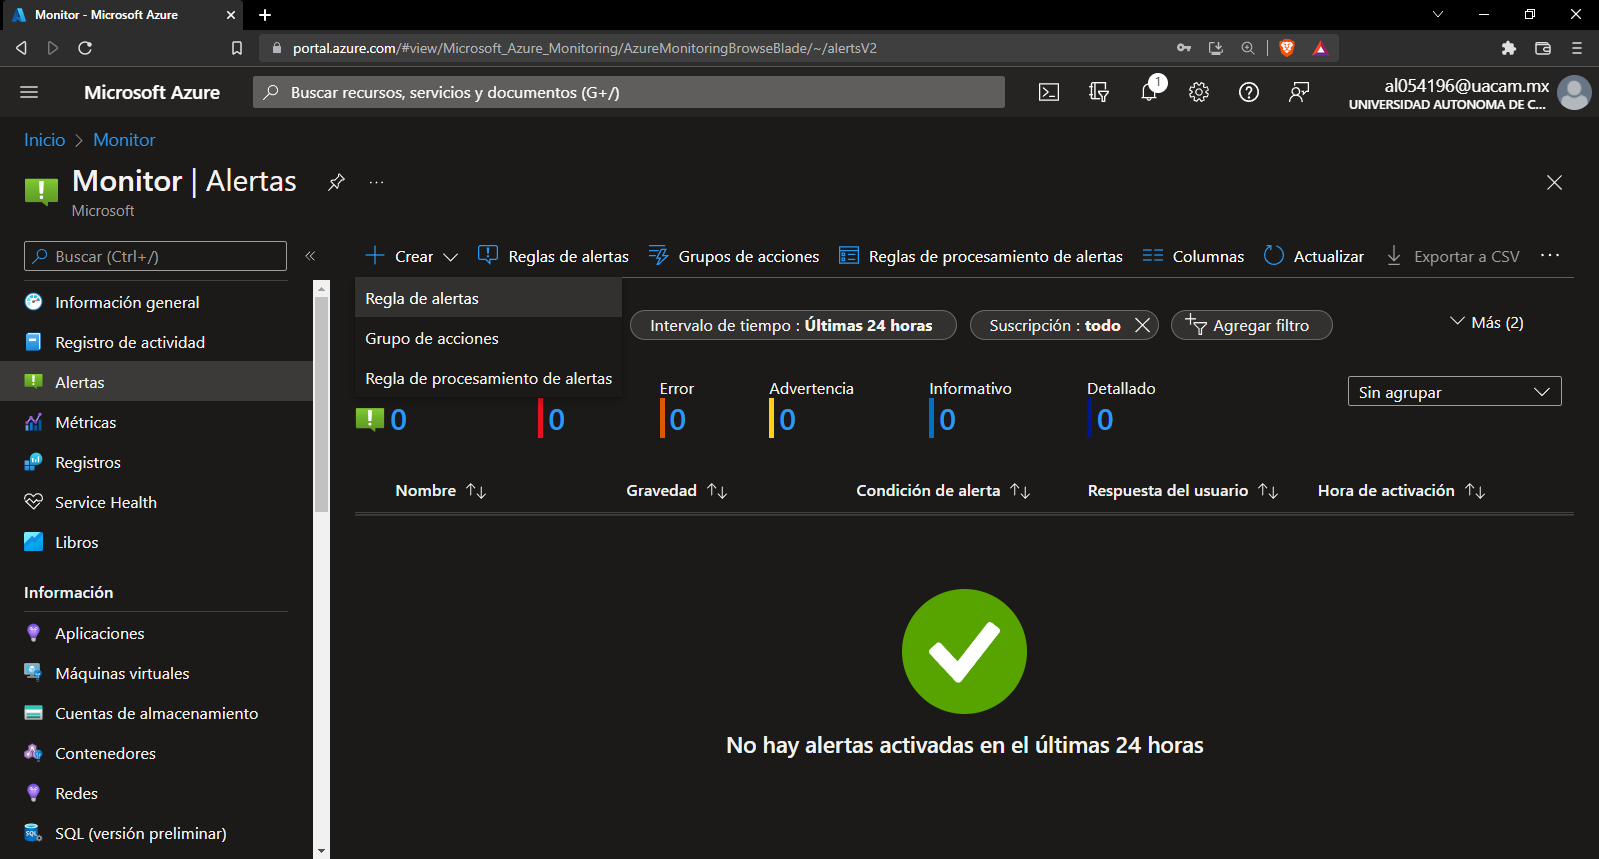 Monitor - Microsoft Azure
portal.azure.com/#view/Microsoft_Azure_Monitoring/AzureMonitoringBrowseBlade/~/alertsV2
Microsoft Azure
Buscar recursos, servicios y documentos (G+/)
1
al054196@uacam.mx
UNIVERSIDAD AUTONOMA DE C...
Inicio > Monitor
Monitor | Alertas
Microsoft
Buscar (Ctrl+/)
Crear
Reglas de alertas
Grupos de acciones
Reglas de procesamiento de alertas
Columnas
Actualizar
Exportar a CSV
Regla de alertas
Grupo de acciones
Regla de procesamiento de alertas
Intervalo de tiempo : Últimas 24 horas
Suscripción : todo
Agregar filtro
Más (2)
0
0
Error
0
Advertencia
0
Informativo
0
Detallado
0
Sin agrupar
Nombre
Gravedad
Condición de alerta
Respuesta del usuario
Hora de activación
No hay alertas activadas en el últimas 24 horas
Información general
Registro de actividad
Alertas
Métricas
Registros
Service Health
Libros
Información
Aplicaciones
Máquinas virtuales
Cuentas de almacenamiento
Contenedores
Redes
SQL (versión preliminar)